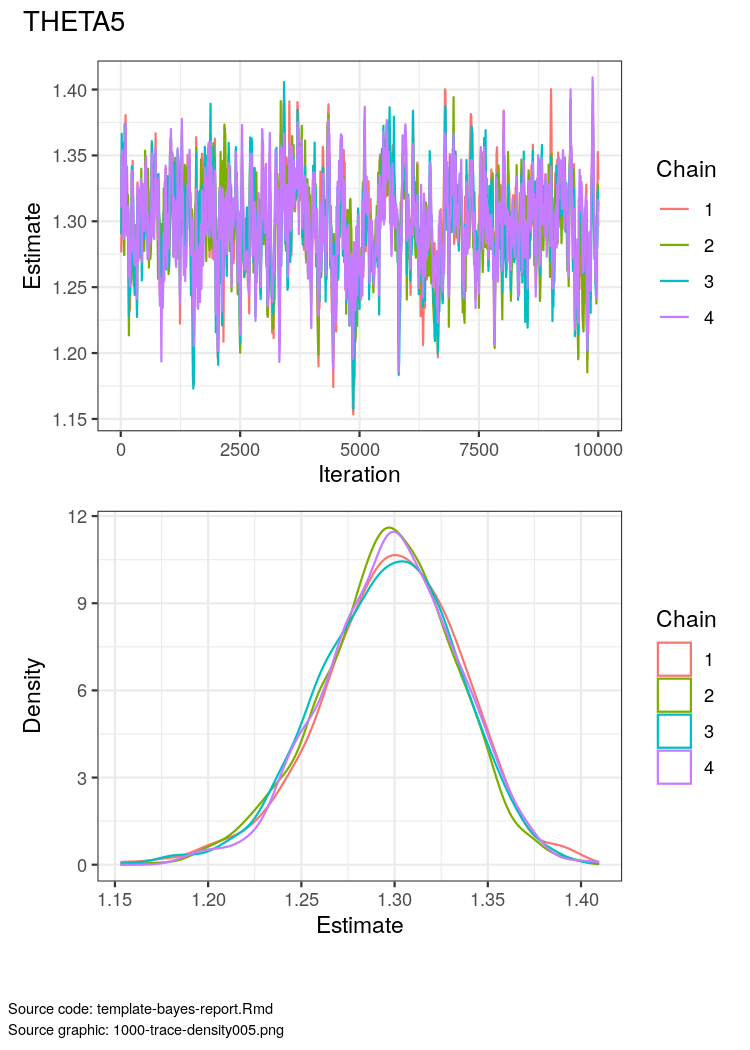 THETA5
1.40
1.35
1.30
1.25
1.20
1.15
Estimate
0 2500 5000 7500 10000
Iteration
Chain
1
2
3
4
12
9
6
3
0
Density
1.15 1.20 1.25 1.30 1.35 1.40
Estimate
Chain
1
2
3
4
Source code: template-bayes-report.Rmd
Source graphic: 1000-trace-density005.png